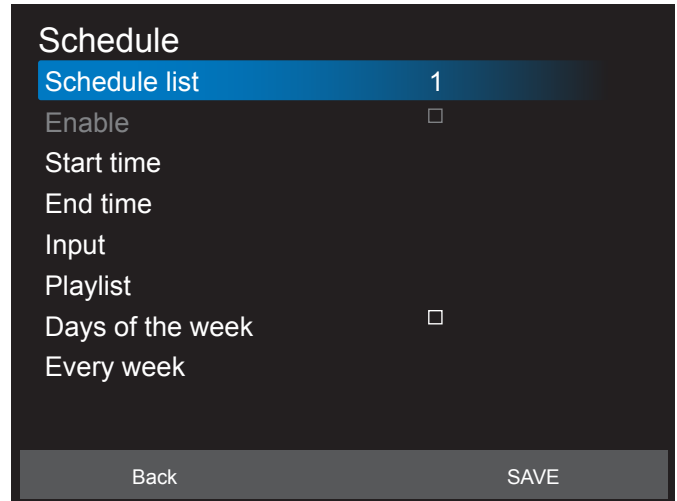 Schedule
Schedule list 1
Enable
Start time
End time
Input
Playlist
Days of the week
Every week
Back SAVE